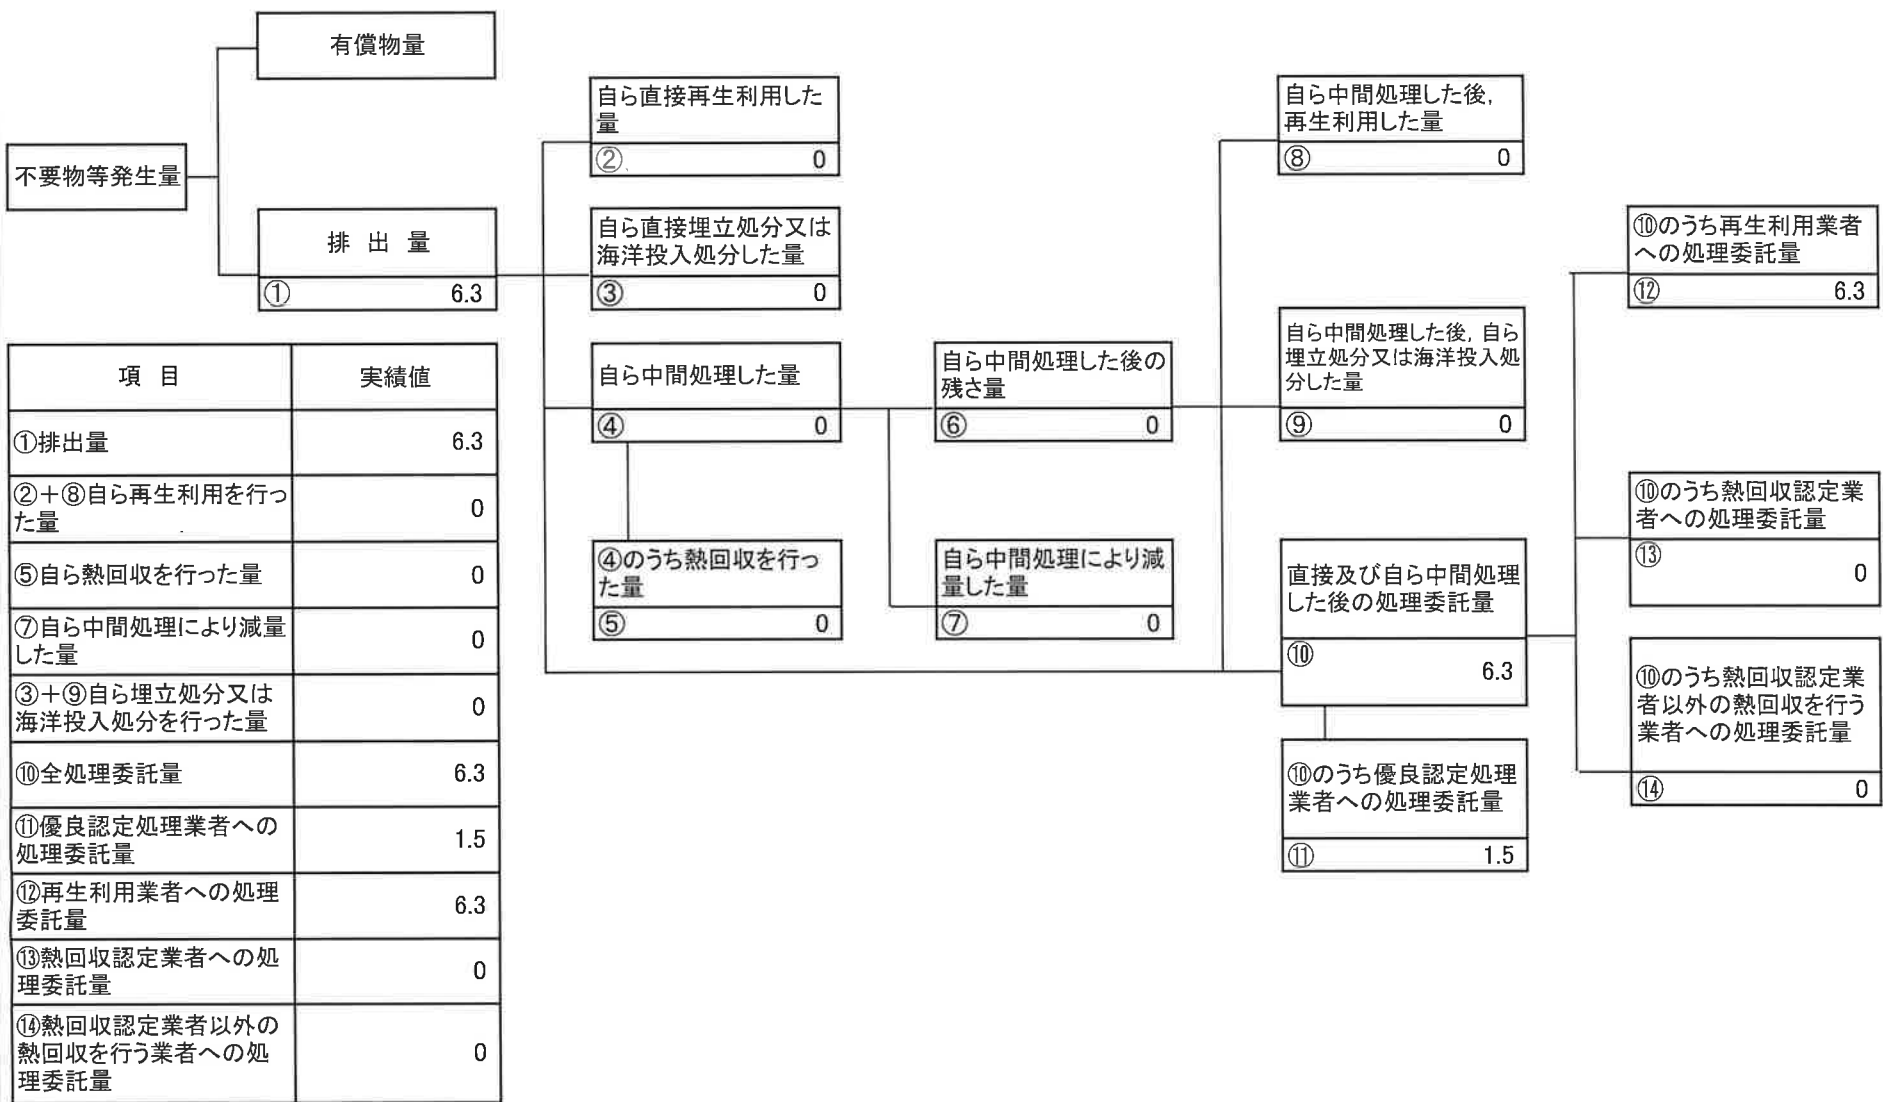 有償物量
不要物等発生量
排 出 量
① 6.3
自ら直接再生利用した
量
② 0
自ら直接埋立処分又は
海洋投入処分した量
③ 0
自ら中間処理した量
④ 0
④のうち熱回収を行っ
た量
⑤ 0
自ら中間処理した後の
残さ量
⑥ 0
自ら中間処理により減
量した量
⑦ 0
自ら中間処理した後,
再生利用した量
⑧ 0
自ら中間処理した後, 自ら
埋立処分又は海洋投入処
分した量
⑨ 0
直接及び自ら中間処理
した後の処理委託量
⑩ 6.3
⑩のうち優良認定処理
業者への処理委託量
⑪ 1.5
⑩のうち再生利用業者
への処理委託量
⑫ 6.3
⑩のうち熱回収認定業
者への処理委託量
⑬ 0
⑩のうち熱回収認定業
者以外の熱回収を行う
業者への処理委託量
⑭ 0
項 目 実績値
①排出量 6.3
②+⑧自ら再生利用を行っ
た量 0
⑤自ら熱回収を行った量 0
⑦自ら中間処理により減量
した量 0
③+⑨自ら埋立処分又は
海洋投入処分を行った量 0
⑩全処理委託量 6.3
⑪優良認定処理業者への
処理委託量 1.5
⑫再生利用業者への処理
委託量 6.3
⑬熱回収認定業者への処
理委託量 0
⑭熱回収認定業者以外の
熱回収を行う業者への処
理委託量 0